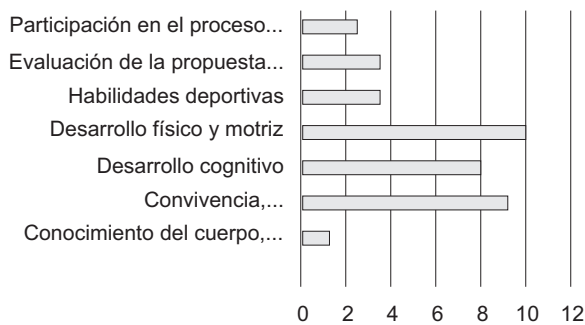 Participación en el proceso...
Evaluación de la propuesta...
Habilidades deportivas
Desarrollo físico y motriz
Desarrollo cognitivo
Convivencia,...
Conocimiento del cuerpo,...
0 2 4 6 8 10 12